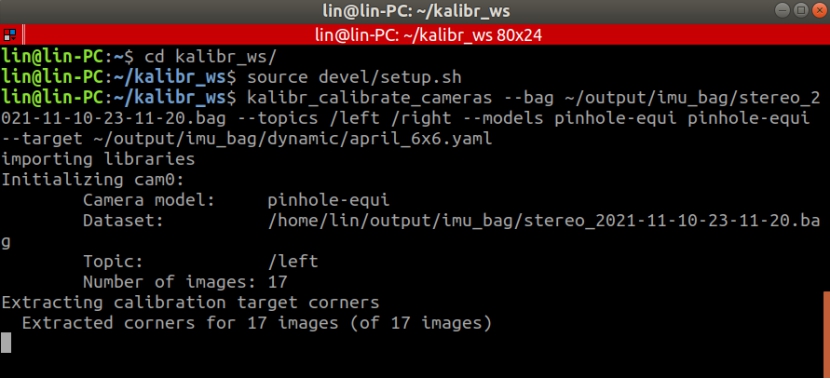 lin@lin-PC: ~/kalibr_ws
lin@lin-PC: ~/kalibr_ws 80x24
lin@lin-PC:~$ cd kalibr_ws/
lin@lin-PC:~/kalibr_ws$ source devel/setup.sh
lin@lin-PC:~/kalibr_ws$ kalibr_calibrate_cameras --bag ~/output/imu_bag/stereo_2
021-11-10-23-11-20.bag --topics /left /right --models pinhole-equi pinhole-equi
--target ~/output/imu_bag/dynamic/april_6x6.yaml
importing libraries
Initializing cam0:
        Camera model:     pinhole-equi
        Dataset:          /home/lin/output/imu_bag/stereo_2021-11-10-23-11-20.ba
g
        Topic:            /left
        Number of images: 17
Extracting calibration target corners
  Extracted corners for 17 images (of 17 images)